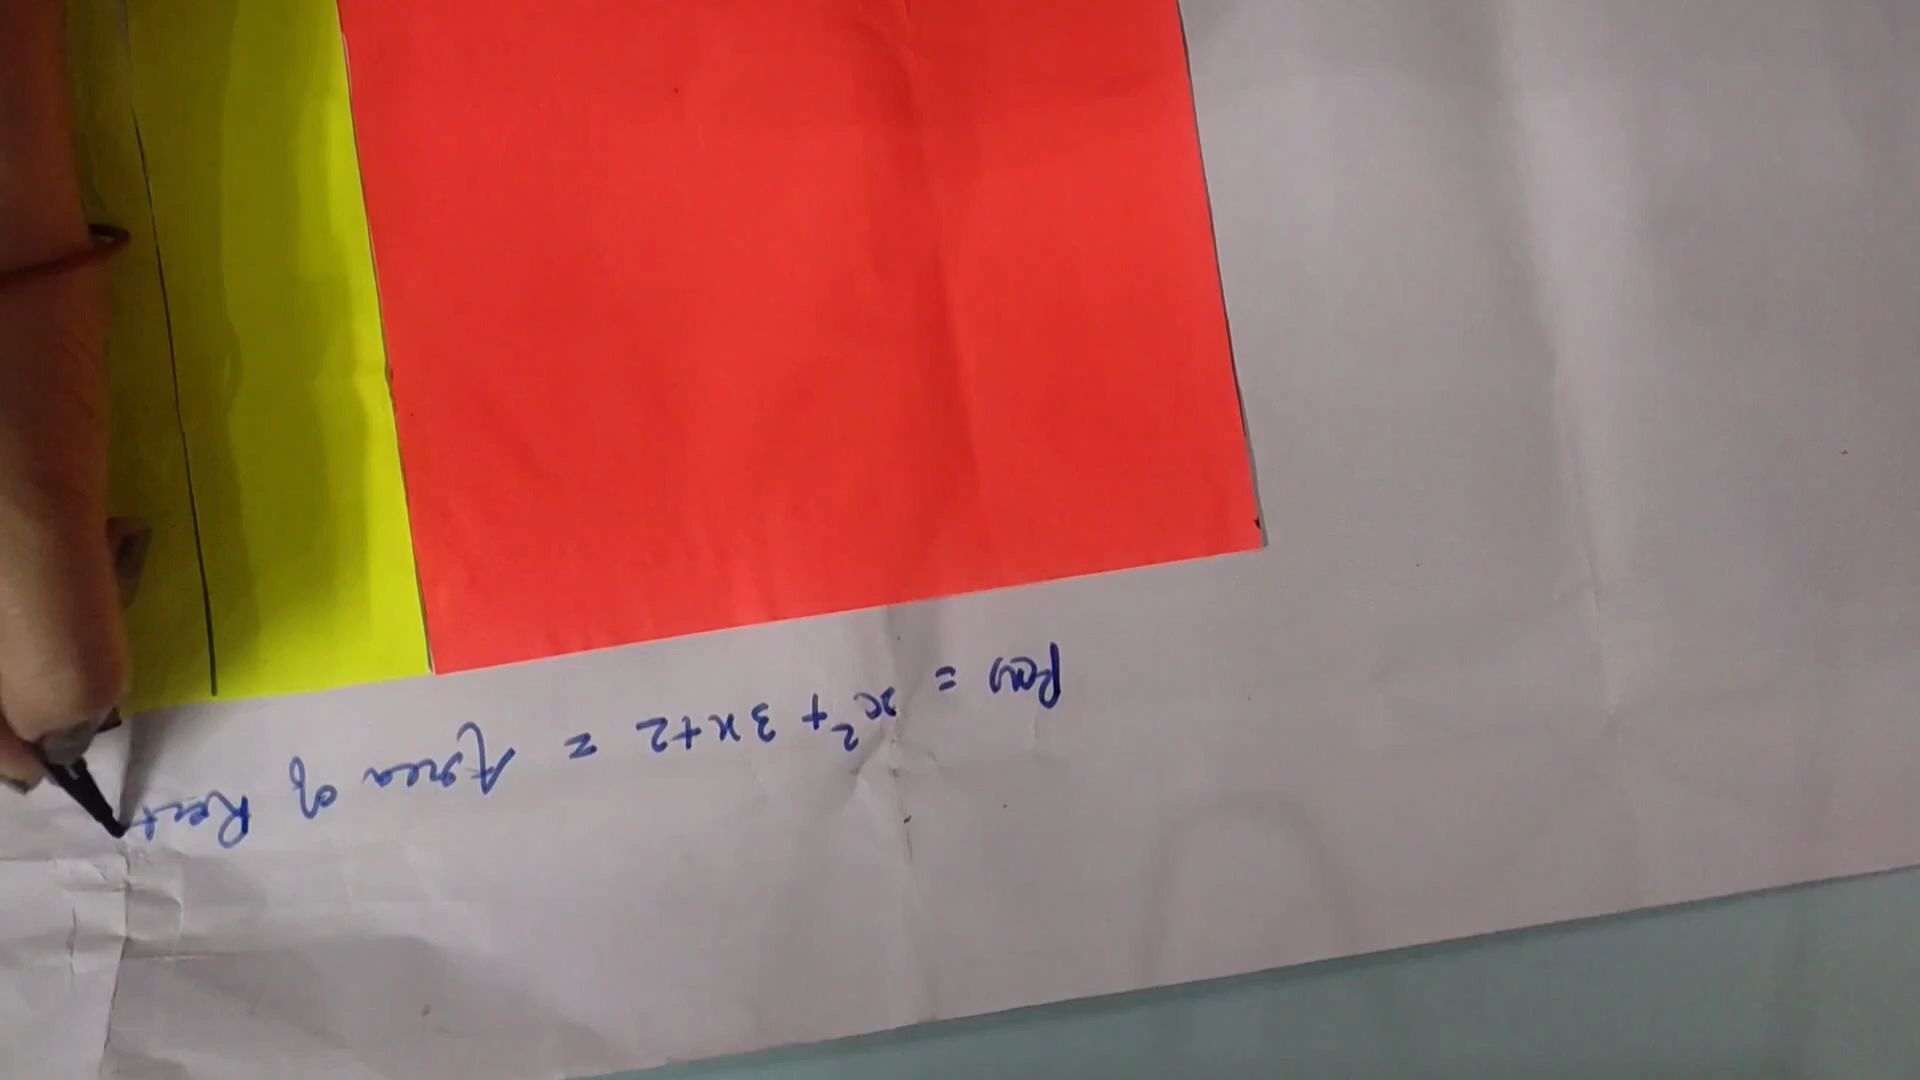 P(x) = x² + 3x+2 = Area of Rect